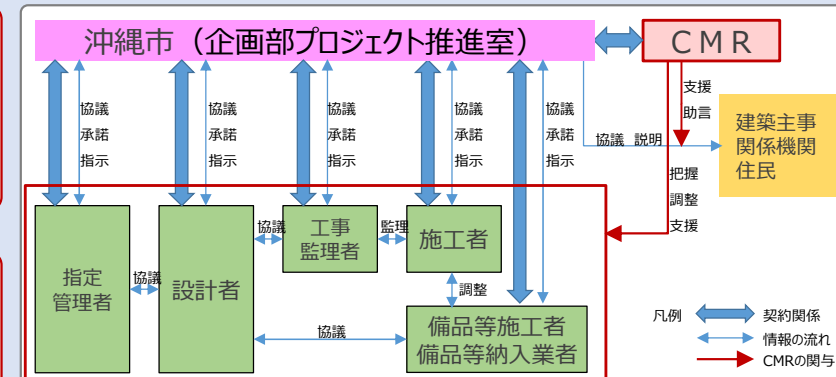 沖縄市（企画部プロジェクト推進室）
ＣＭＲ
協議
承諾
指示
協議
承諾
指示
協議
承諾
指示
協議
承諾
指示
協議
承諾
指示
支援
助言
協議 説明
建築主事
関係機関
住民
把握
調整
支援
指定
管理者
協議
設計者
協議
工事
監理者
監理
施工者
調整
協議
備品等施工者
備品等納入業者
凡例
契約関係
情報の流れ
CMRの関与